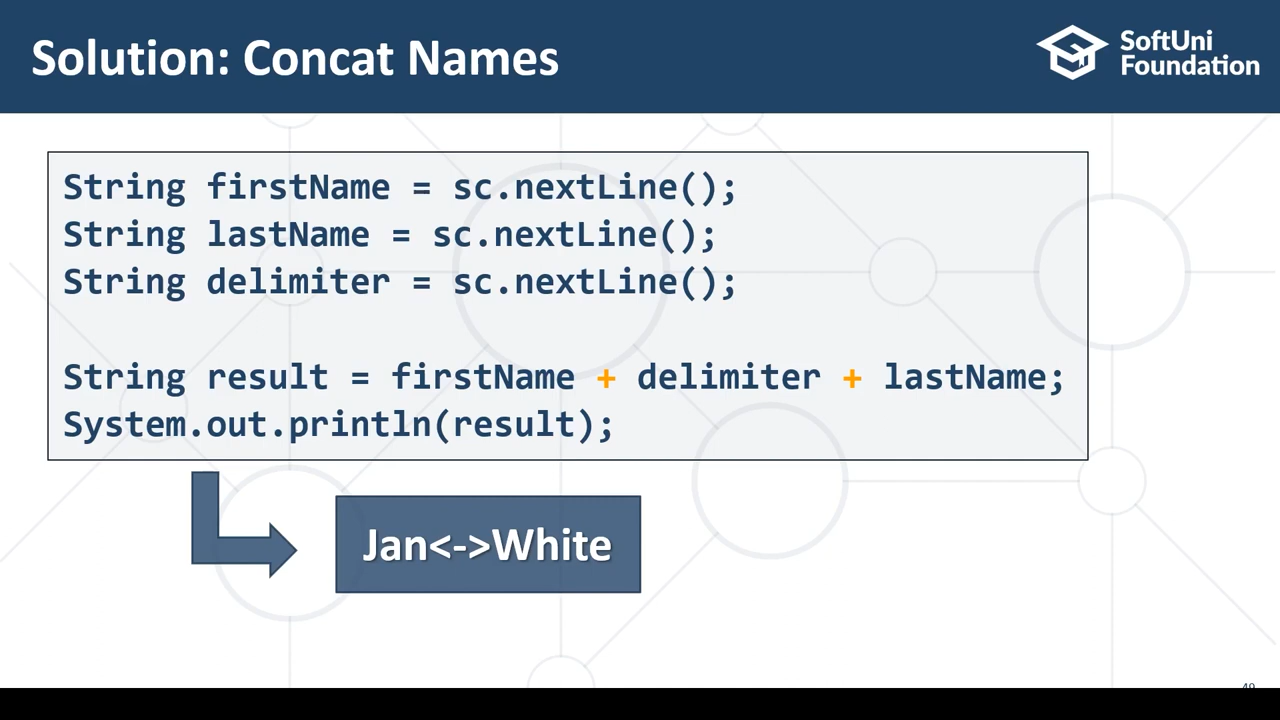 Solution: Concat Names
SoftUni
Foundation
String firstName = sc.nextLine();
String lastName = sc.nextLine();
String delimiter = sc.nextLine();
String result = firstName + delimiter + lastName;
System.out.println(result);
Jan<->White